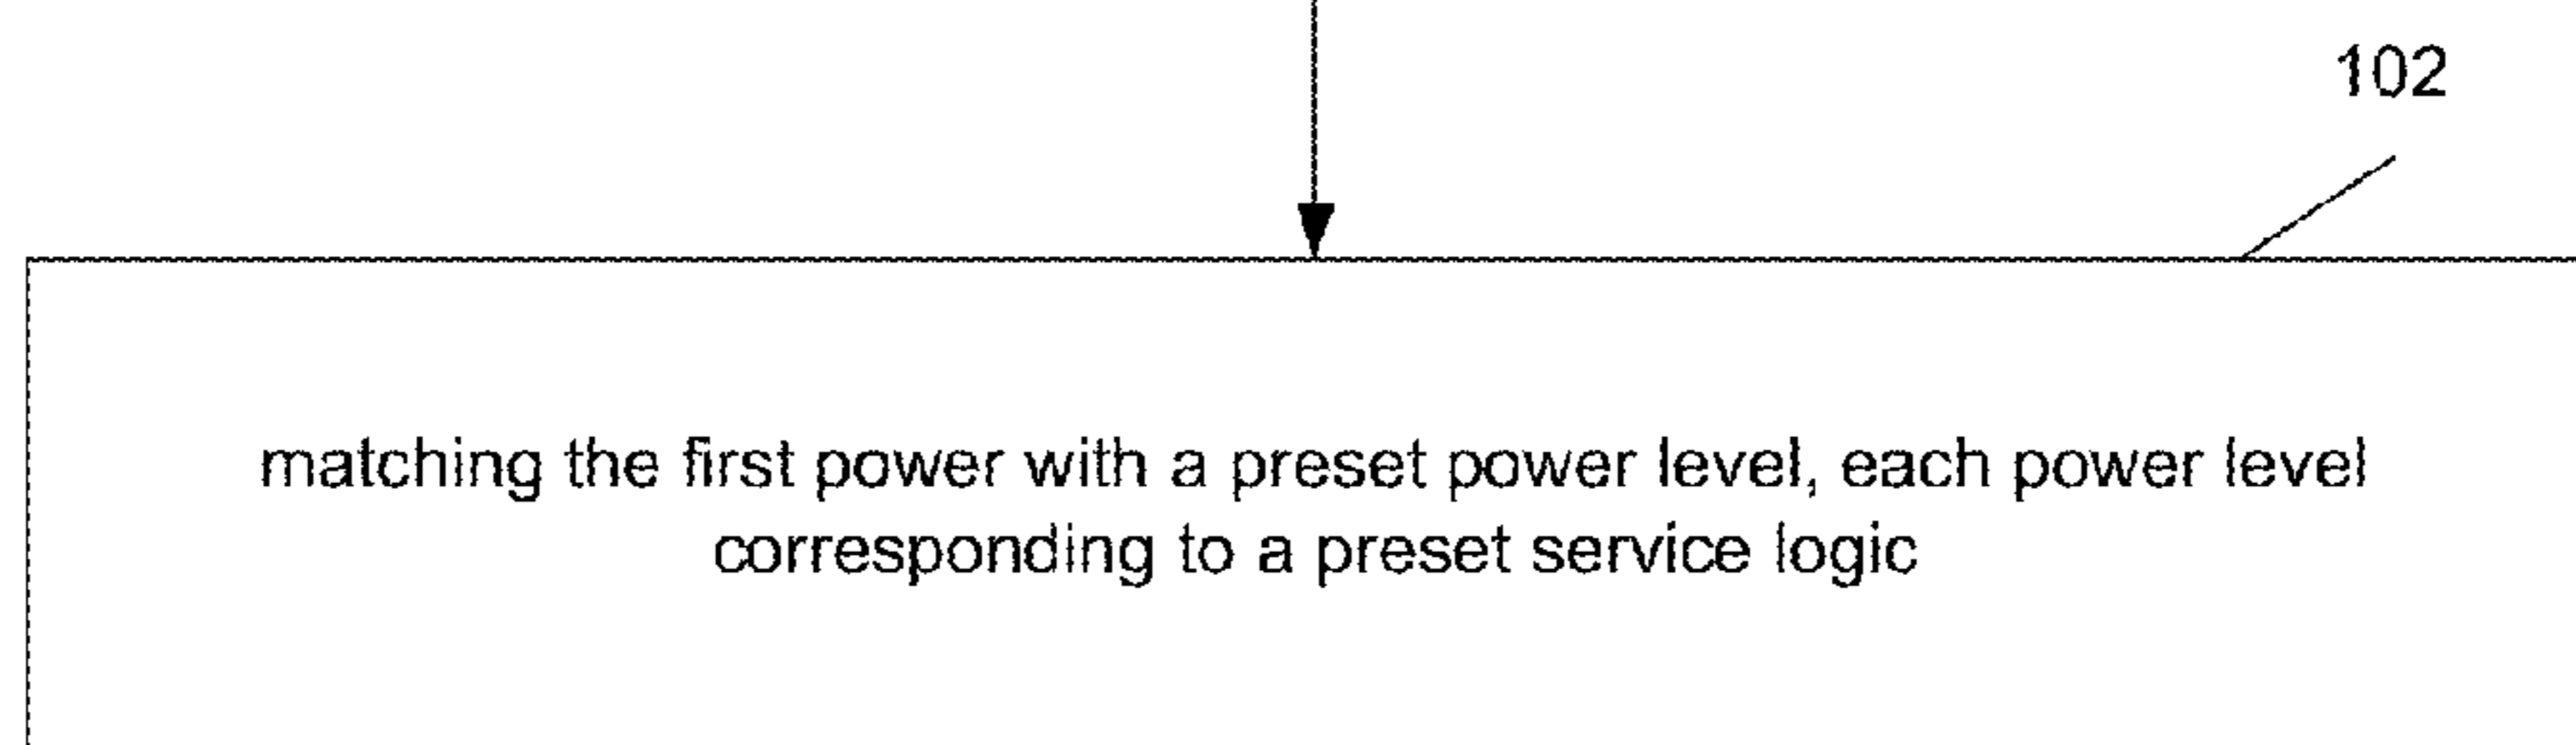 102
matching the first power with a preset power level, each power level
corresponding to a preset service logic